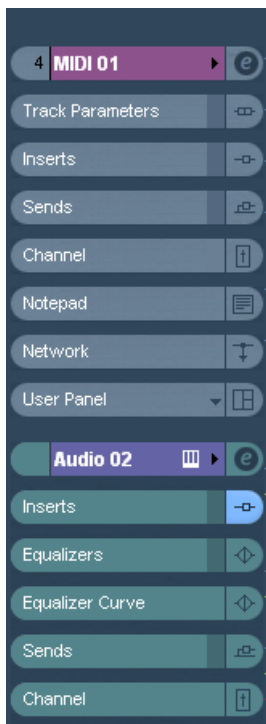 4 MIDI 01 e
Track Parameters
Inserts
Sends
Channel
Notepad
Network
User Panel
Audio 02 e
Inserts
Equalizers
Equalizer Curve
Sends
Channel